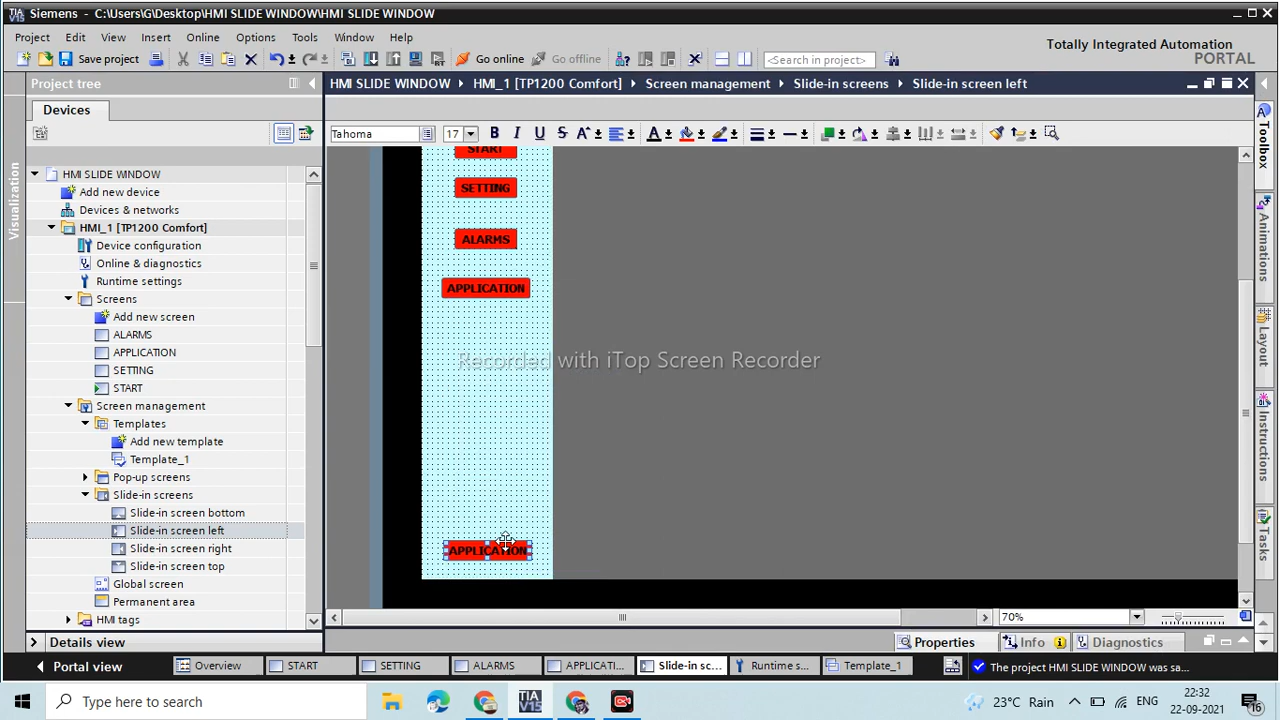 Siemens - C:\Users\G\Desktop\HMI SLIDE WINDOW\HMI SLIDE WINDOW
Project Edit View Insert Online Options Tools Window Help
Totally Integrated Automation
PORTAL
Save project
Go online
Go offline
<Search in project>
Project tree
HMI SLIDE WINDOW
HMI_1 [TP1200 Comfort]
Screen management
Slide-in screens
Slide-in screen left
Devices
Tahoma
17
B I U S A
Visualization
HMI SLIDE WINDOW
Add new device
Devices & networks
HMI_1 [TP1200 Comfort]
Device configuration
Online & diagnostics
Runtime settings
Screens
Add new screen
ALARMS
APPLICATION
SETTING
START
Screen management
Templates
Add new template
Template_1
Pop-up screens
Slide-in screens
Slide-in screen bottom
Slide-in screen left
Slide-in screen right
Slide-in screen top
Global screen
Permanent area
HMI tags
Details view
START
SETTING
ALARMS
APPLICATION
Recorded with iTop Screen Recorder
APPLICATION
Toolbox
Animations
Layout
Instructions
Tasks
70%
Properties
Info
Diagnostics
Portal view
Overview
START
SETTING
ALARMS
APPLICATI...
Slide-in sc...
Runtime s...
Template_1
The project HMI SLIDE WINDOW was sa...
Type here to search
TIA
V15
23°C Rain
ENG
22:32
22-09-2021
16